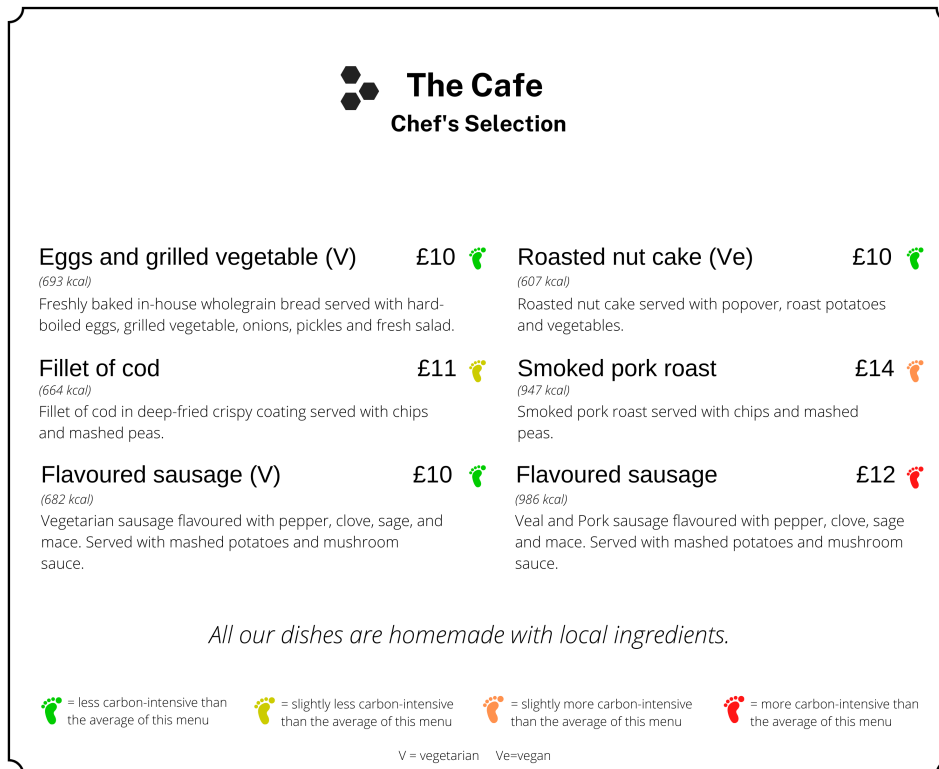 The Cafe
Chef's Selection
Eggs and grilled vegetable (V) £10
(693 kcal)
Freshly baked in-house wholegrain bread served with hard-
boiled eggs, grilled vegetable, onions, pickles and fresh salad.
Fillet of cod £11
(664 kcal)
Fillet of cod in deep-fried crispy coating served with chips
and mashed peas.
Flavoured sausage (V) £10
(682 kcal)
Vegetarian sausage flavoured with pepper, clove, sage, and
mace. Served with mashed potatoes and mushroom
sauce.
Roasted nut cake (Ve) £10
(607 kcal)
Roasted nut cake served with popover, roast potatoes
and vegetables.
Smoked pork roast £14
(947 kcal)
Smoked pork roast served with chips and mashed
peas.
Flavoured sausage £12
(986 kcal)
Veal and Pork sausage flavoured with pepper, clove, sage
and mace. Served with mashed potatoes and mushroom
sauce.
All our dishes are homemade with local ingredients.
= less carbon-intensive than
the average of this menu
= slightly less carbon-intensive
than the average of this menu
= slightly more carbon-intensive
than the average of this menu
= more carbon-intensive than
the average of this menu
V = vegetarian Ve=vegan